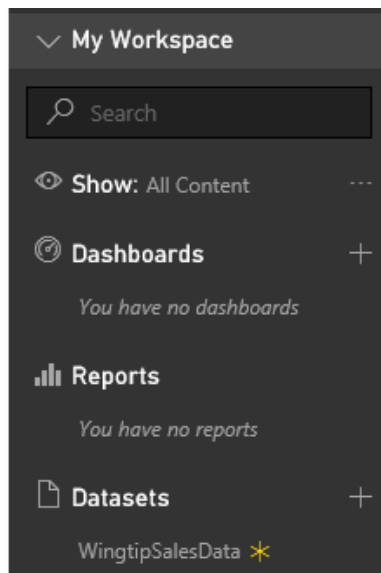 My Workspace
Search
Show: All Content
Dashboards
You have no dashboards
Reports
You have no reports
Datasets
WingtipSalesData